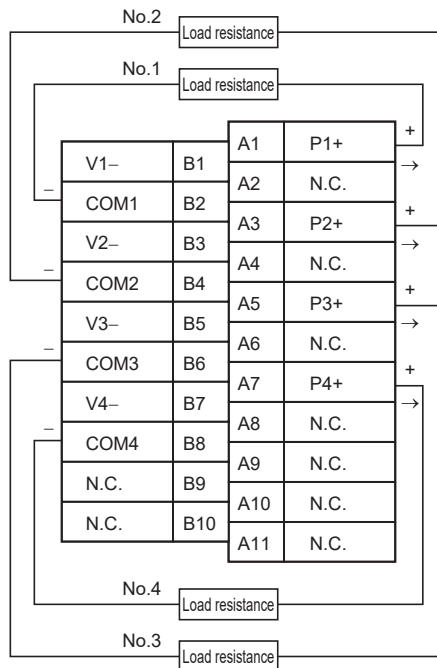 No.2
Load resistance
No.1
Load resistance
A1 P1+ +
V1– B1 →
A2 N.C.
– COM1 B2
A3 P2+ +
V2– B3 →
A4 N.C.
– COM2 B4
A5 P3+ +
V3– B5 →
A6 N.C.
– COM3 B6
A7 P4+ +
V4– B7 →
A8 N.C.
– COM4 B8
A9 N.C.
N.C. B9
A10 N.C.
N.C. B10
A11 N.C.
No.4
Load resistance
No.3
Load resistance